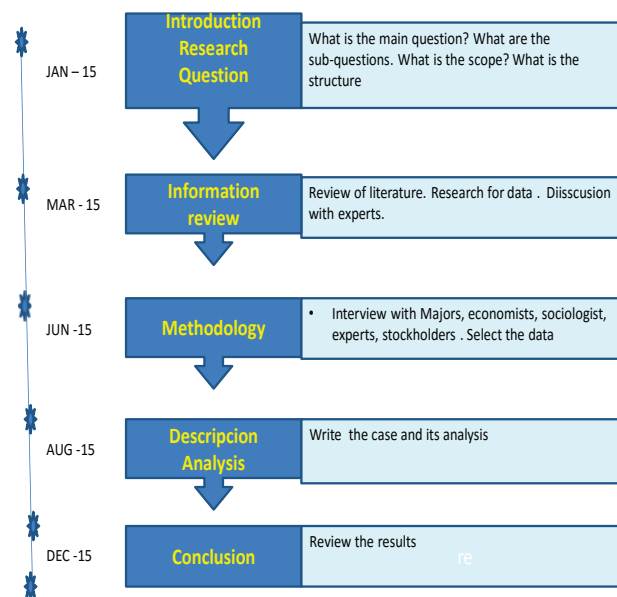 Introduction
Research
Question
What is the main question? What are the
sub-questions. What is the scope? What is the
structure
JAN – 15
Information
review
Review of literature. Research for data . Diisscusion
with experts.
MAR - 15
Methodology
• Interview with Majors, economists, sociologist,
experts, stockholders . Select the data
JUN -15
Descripcion
Analysis
Write the case and its analysis
AUG -15
Conclusion
Review the results
re
DEC -15